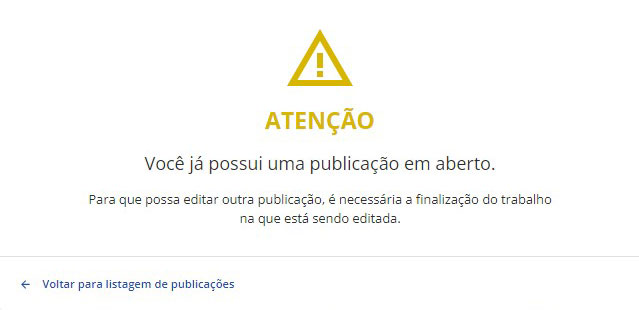 ATENÇÃO
Você já possui uma publicação em aberto.
Para que possa editar outra publicação, é necessária a finalização do trabalho
na que está sendo editada.
← Voltar para listagem de publicações